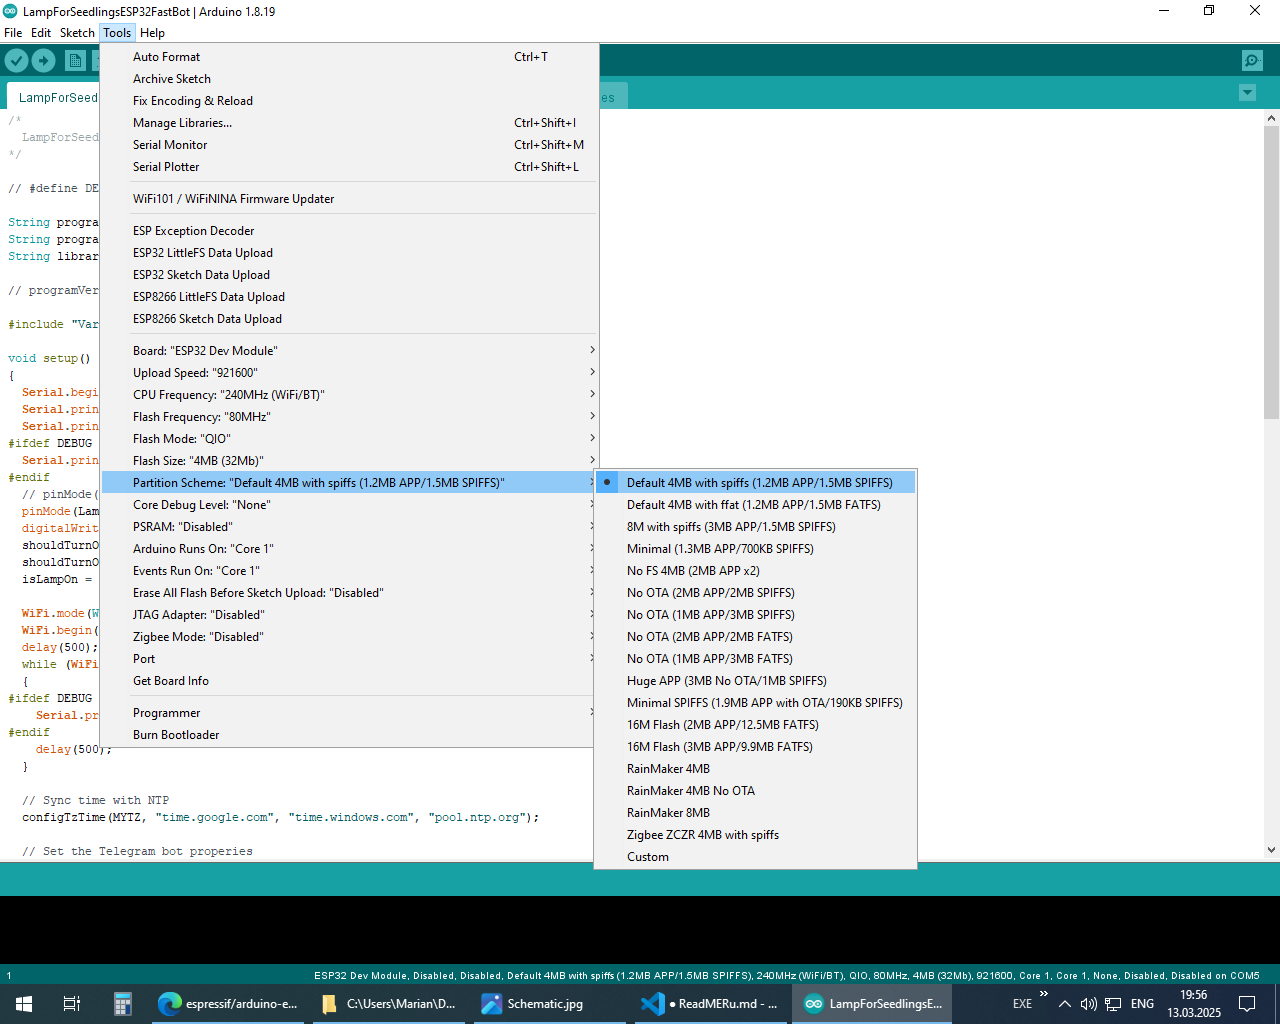 LampForSeedlingsESP32FastBot | Arduino 1.8.19
File Edit Sketch Tools Help
LampForSeed
es
Auto Format Ctrl+T
Archive Sketch
Fix Encoding & Reload
Manage Libraries... Ctrl+Shift+I
Serial Monitor Ctrl+Shift+M
Serial Plotter Ctrl+Shift+L
WiFi101 / WiFiNINA Firmware Updater
ESP Exception Decoder
ESP32 LittleFS Data Upload
ESP32 Sketch Data Upload
ESP8266 LittleFS Data Upload
ESP8266 Sketch Data Upload
Board: "ESP32 Dev Module"
Upload Speed: "921600"
CPU Frequency: "240MHz (WiFi/BT)"
Flash Frequency: "80MHz"
Flash Mode: "QIO"
Flash Size: "4MB (32Mb)"
Partition Scheme: "Default 4MB with spiffs (1.2MB APP/1.5MB SPIFFS)"
Core Debug Level: "None"
PSRAM: "Disabled"
Arduino Runs On: "Core 1"
Events Run On: "Core 1"
Erase All Flash Before Sketch Upload: "Disabled"
JTAG Adapter: "Disabled"
Zigbee Mode: "Disabled"
Port
Get Board Info
Programmer
Burn Bootloader
Default 4MB with spiffs (1.2MB APP/1.5MB SPIFFS)
Default 4MB with ffat (1.2MB APP/1.5MB FATFS)
8M with spiffs (3MB APP/1.5MB SPIFFS)
Minimal (1.3MB APP/700KB SPIFFS)
No FS 4MB (2MB APP x2)
No OTA (2MB APP/2MB SPIFFS)
No OTA (1MB APP/3MB SPIFFS)
No OTA (2MB APP/2MB FATFS)
No OTA (1MB APP/3MB FATFS)
Huge APP (3MB No OTA/1MB SPIFFS)
Minimal SPIFFS (1.9MB APP with OTA/190KB SPIFFS)
16M Flash (2MB APP/12.5MB FATFS)
16M Flash (3MB APP/9.9MB FATFS)
RainMaker 4MB
RainMaker 4MB No OTA
RainMaker 8MB
Zigbee ZCZR 4MB with spiffs
Custom
/*
LampForSeed
*/
// #define DE
String progra
String progra
String librar
// programVer
#include "Var
void setup()
{
Serial.begi
Serial.prin
Serial.prin
#ifdef DEBUG
Serial.prin
#endif
// pinMode(
pinMode(Lam
digitalWrit
shouldTurnO
shouldTurnO
isLampOn =
WiFi.mode(W
WiFi.begin(
delay(500);
while (WiFi
{
#ifdef DEBUG
Serial.pr
#endif
delay(500);
}
// Sync time with NTP
configTzTime(MYTZ, "time.google.com", "time.windows.com", "pool.ntp.org");
// Set the Telegram bot properies
1 ESP32 Dev Module, Disabled, Disabled, Default 4MB with spiffs (1.2MB APP/1.5MB SPIFFS), 240MHz (WiFi/BT), QIO, 80MHz, 4MB (32Mb), 921600, Core 1, Core 1, None, Disabled, Disabled on COM5
espressif/arduino-e... C:\Users\Marian\D... Schematic.jpg ● ReadMERu.md - ... LampForSeedlingsE... EXE » ENG 19:56
13.03.2025